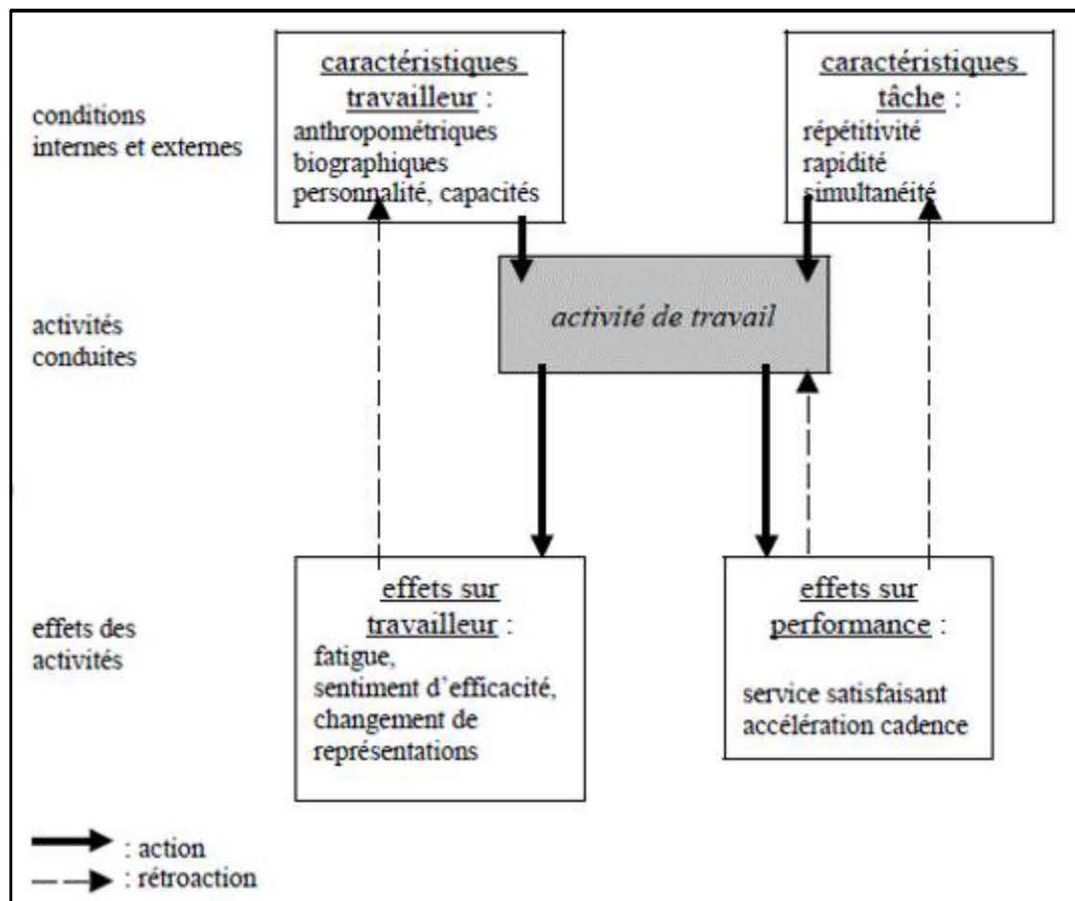 caractéristiques
travailleur :
anthropométriques
biographiques
personnalité, capacités
caractéristiques
tâche :
répétitivité
rapidité
simultanéité
conditions
internes et externes
activité de travail
activités
conduites
effets sur
travailleur :
fatigue,
sentiment d'efficacité,
changement de
représentations
effets sur
performance :
service satisfaisant
accélération cadence
effets des
activités
: action
: rétroaction